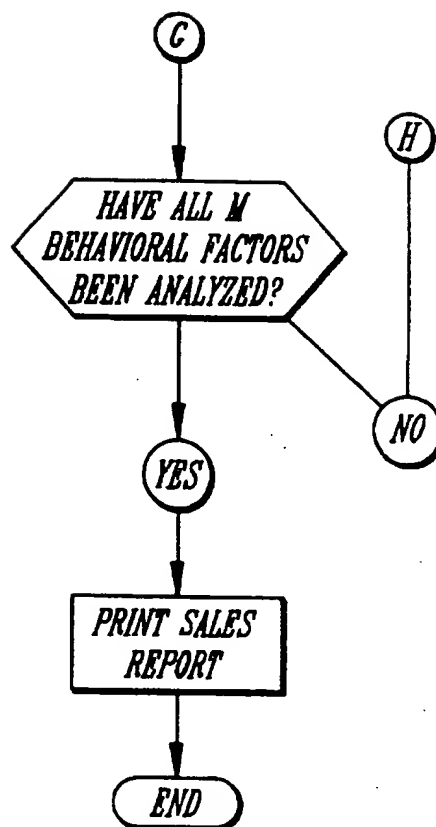 G
H
HAVE ALL M
BEHAVIORAL FACTORS
BEEN ANALYZED?
NO
YES
PRINT SALES
REPORT
END